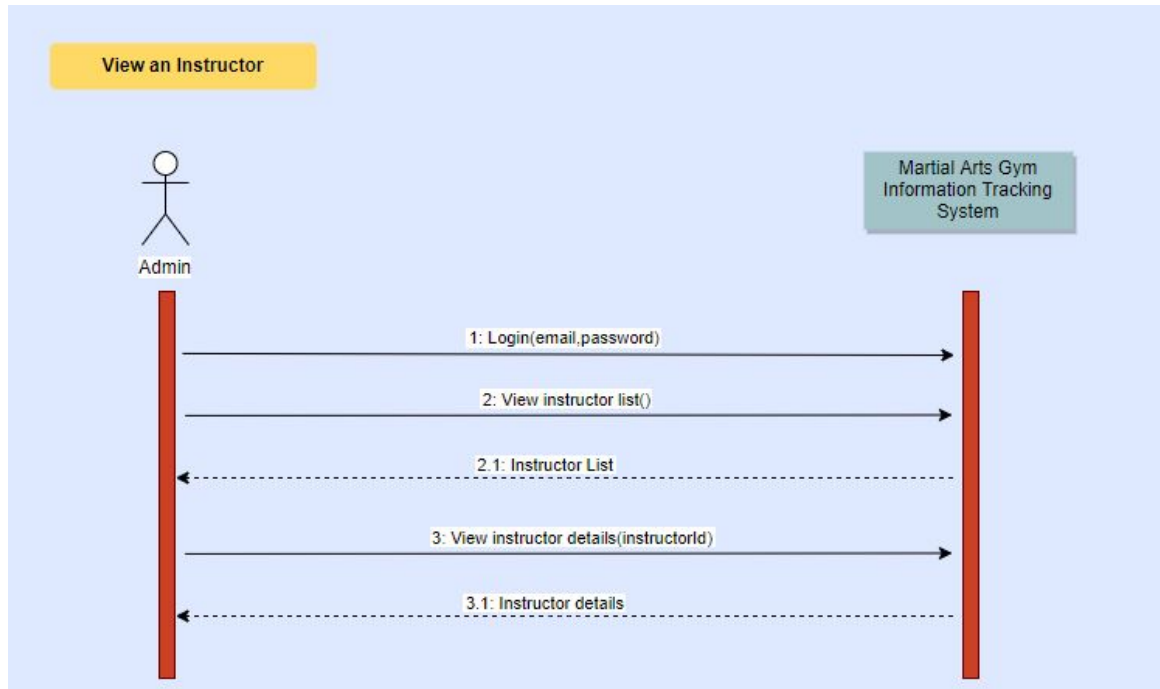 View an Instructor
Martial Arts Gym
Information Tracking
System
Admin
1: Login(email,password)
2: View instructor list()
2.1: Instructor List
3: View instructor details(instructorId)
3.1: Instructor details